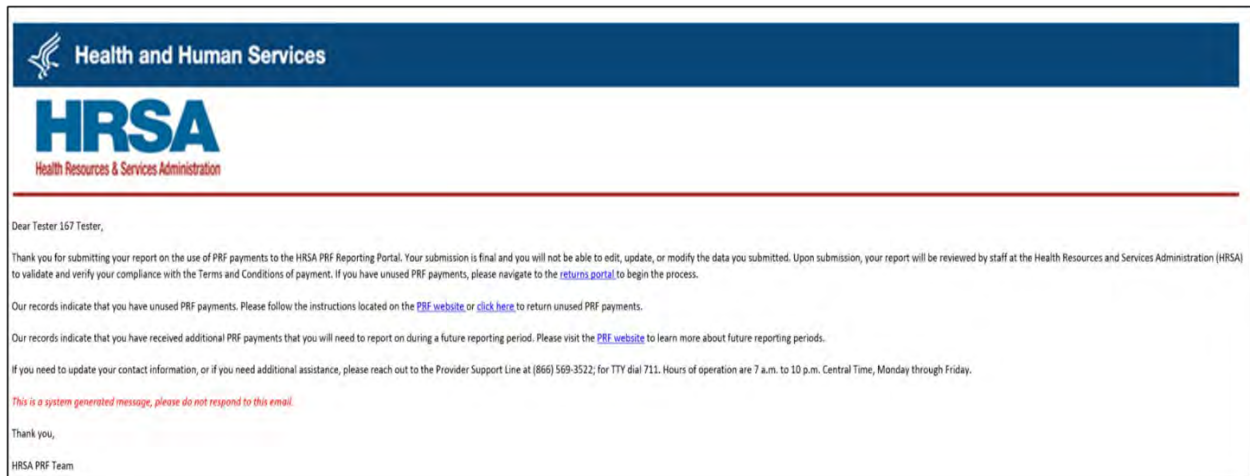 Health and Human Services
HRSA
Health Resources & Services Administration
Dear Tester 167 Tester,
Thank you for submitting your report on the use of PRF payments to the HRSA PRF Reporting Portal. Your submission is final and you will not be able to edit, update, or modify the data you submitted. Upon submission, your report will be reviewed by staff at the Health Resources and Services Administration (HRSA)
to validate and verify your compliance with the Terms and Conditions of payment. If you have unused PRF payments, please navigate to the returns portal to begin the process.
Our records indicate that you have unused PRF payments. Please follow the instructions located on the PRF website or click here to return unused PRF payments.
Our records indicate that you have received additional PRF payments that you will need to report on during a future reporting period. Please visit the PRF website to learn more about future reporting periods.
If you need to update your contact information, or if you need additional assistance, please reach out to the Provider Support Line at (866) 569-3522; for TTY dial 711. Hours of operation are 7 a.m. to 10 p.m. Central Time, Monday through Friday.
This is a system generated message, please do not respond to this email.
Thank you,
HRSA PRF Team